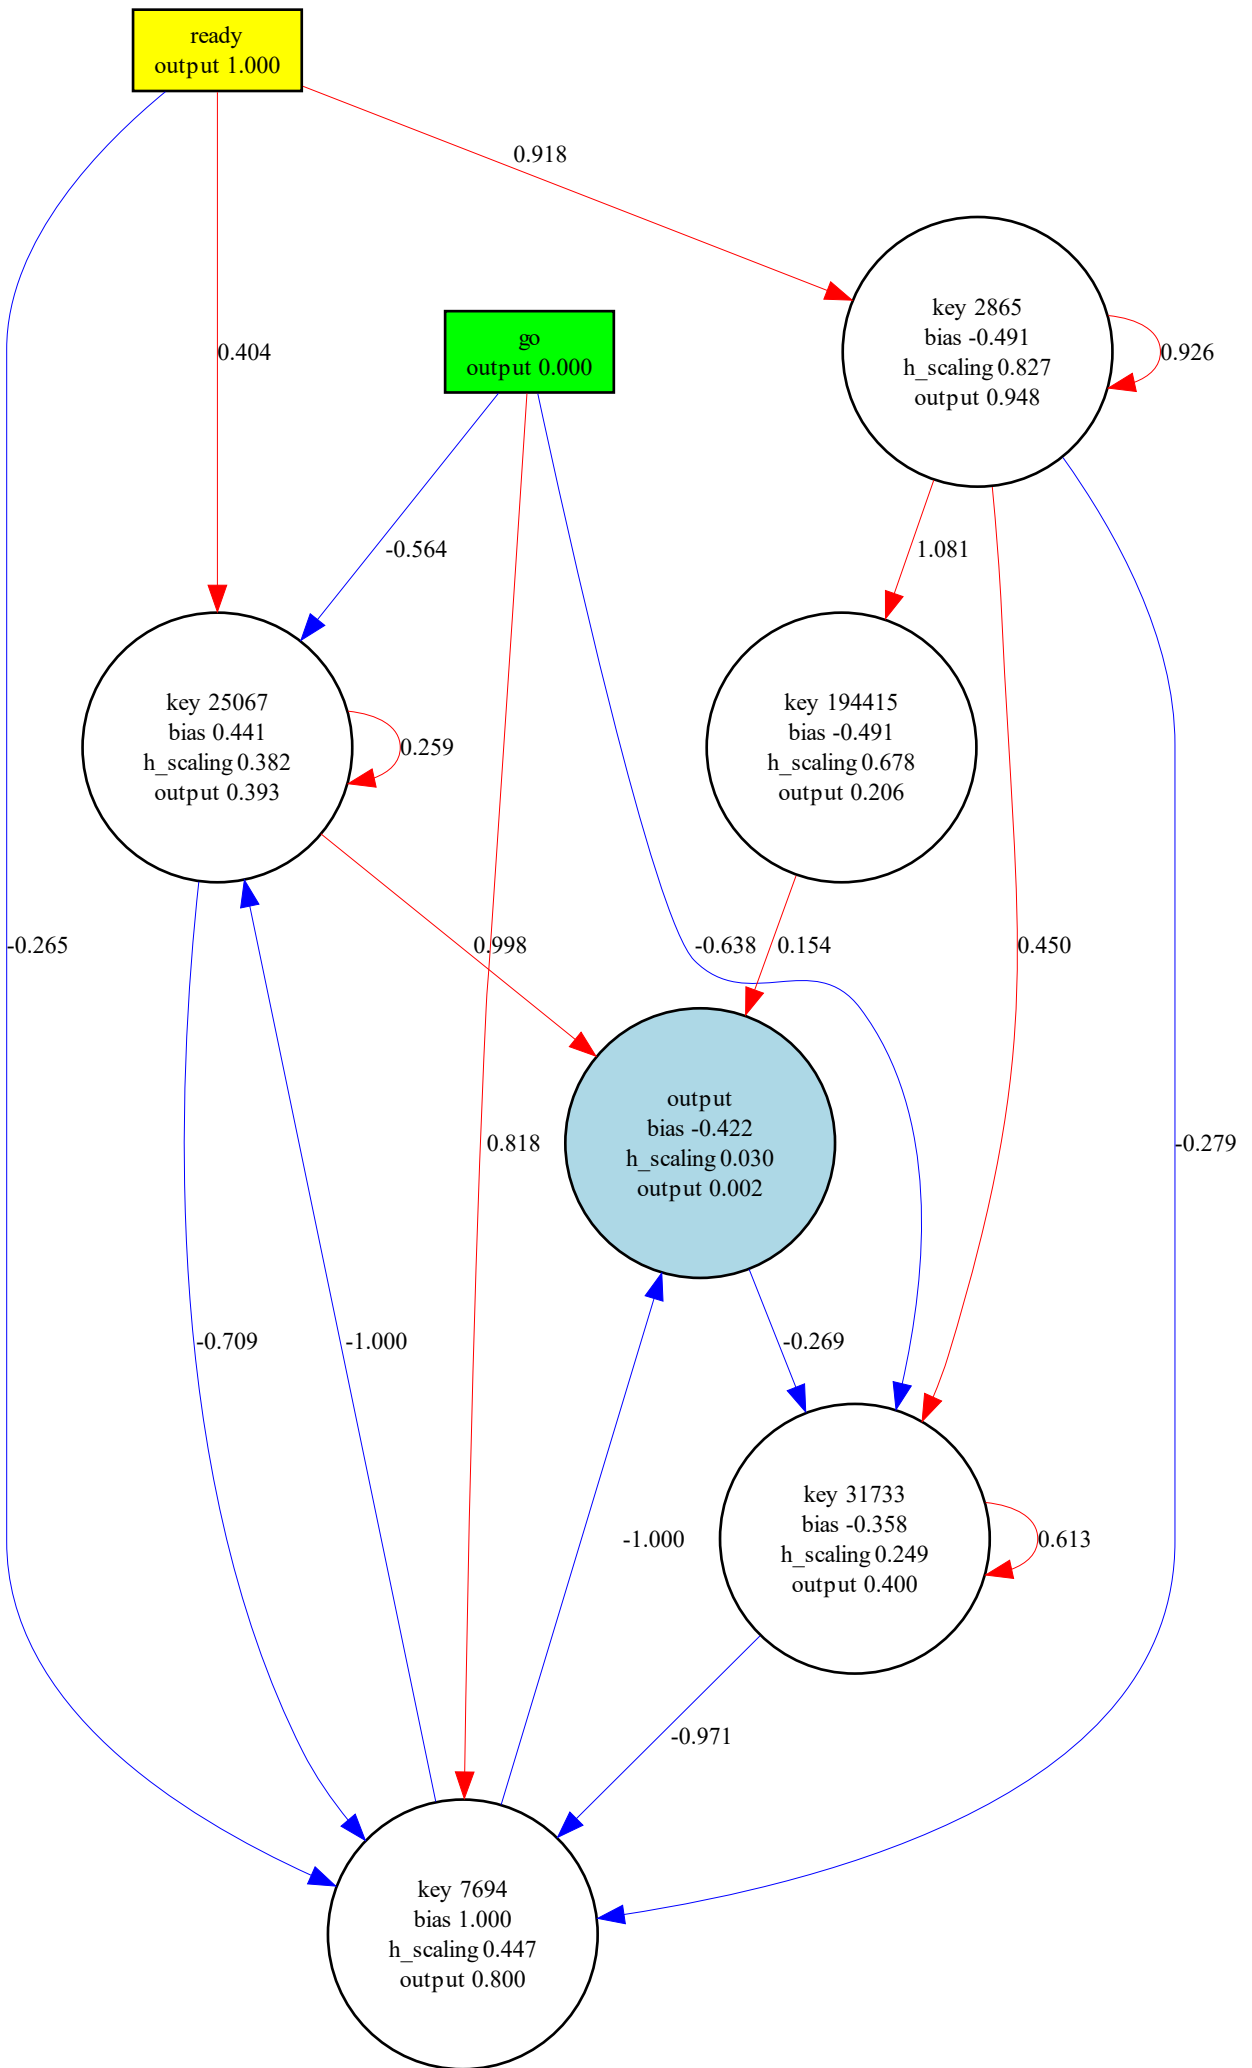 ready
output 1.000
0.918
key 2865
bias -0.491
h_scaling 0.827
output 0.948
0.926
go
output 0.000
0.404
-0.564
1.081
key 25067
bias 0.441
h_scaling 0.382
output 0.393
0.259
key 194415
bias -0.491
h_scaling 0.678
output 0.206
-0.265
0.998
-0.638
0.154
0.450
output
bias -0.422
h_scaling 0.030
output 0.002
0.818
-0.279
-0.709
-1.000
-0.269
key 31733
bias -0.358
h_scaling 0.249
output 0.400
-1.000
0.613
-0.971
key 7694
bias 1.000
h_scaling 0.447
output 0.800